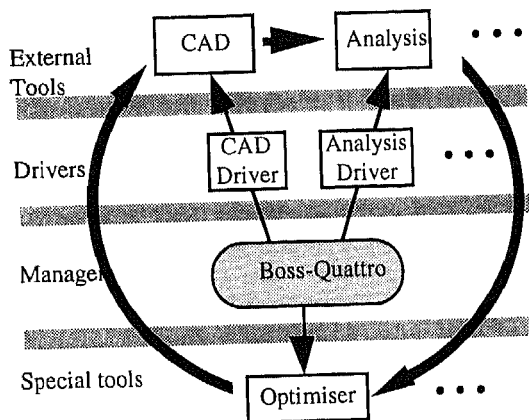 CAD
Analysis
External
Tools
CAD
Driver
Analysis
Driver
Drivers
Manager
Boss-Quattro
Special tools
Optimiser